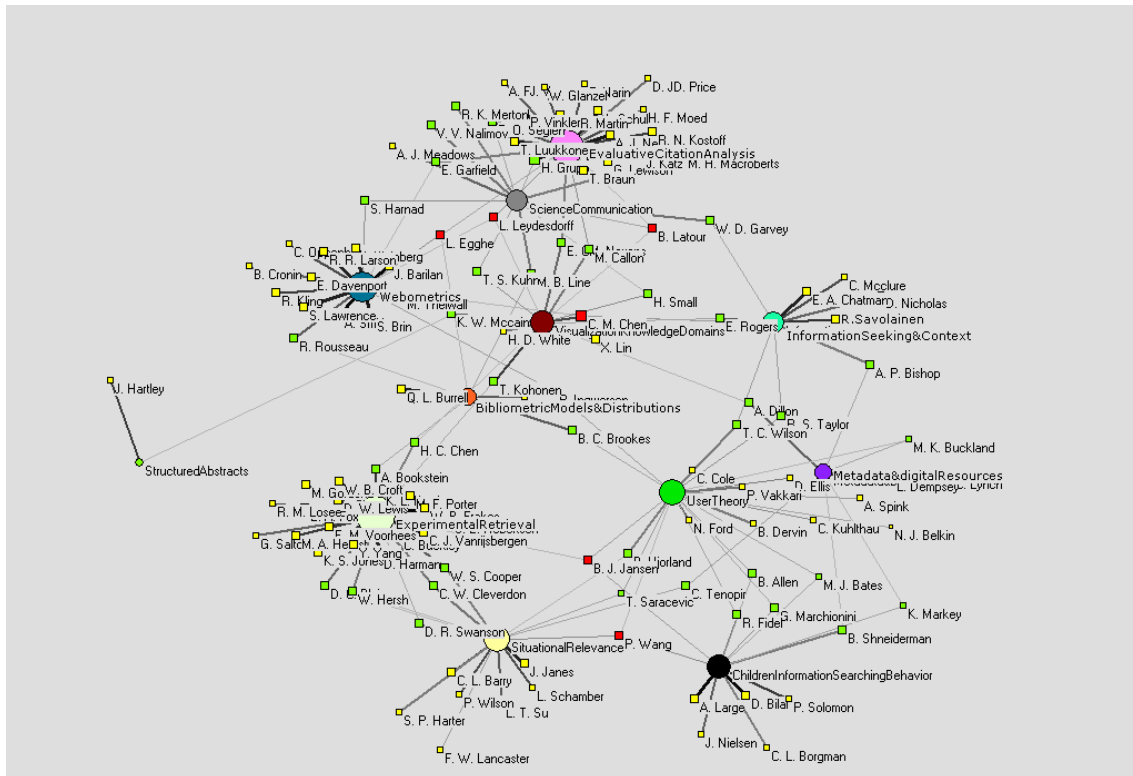 D. JD. Price
W. Glanzel
R. K. Merton
H. F. Moed
P. Vinkler
R. Martin
V. V. Nalimov
O. Seglen
R. N. Kostoff
T. Luukkone
EvaluativeCitationAnalysis
A. J. Meadows
E. Garfield
G. Lewison
J. Katz
M. H. Macroberts
T. Braun
S. Harnad
ScienceCommunication
L. Leydesdorff
W. D. Garvey
L. Egghe
B. Latour
R. R. Larson
M. Callon
B. Cronin
J. Barilan
E. Davenport
T. S. Kuhn
M. B. Line
C. Mcclure
Webometrics
R. Kling
E. A. Chatman
D. Nicholas
H. Small
S. Lawrence
S. Brin
K. W. Mccain
C. M. Chen
E. Rogers
R. Savolainen
R. Rousseau
H. D. White
X. Lin
InformationSeeking&Context
A. P. Bishop
J. Hartley
T. Kohonen
Q. L. Burrell
BibliometricModels&Distributions
A. Dillon
R. S. Taylor
T. C. Wilson
B. C. Brookes
H. C. Chen
M. K. Buckland
StructuredAbstracts
A. Bookstein
C. Cole
Metadata&digitalResources
D. Ellis
L. Dempsey
W. B. Croft
UserTheory
P. Vakkari
M. F. Porter
R. M. Losee
D. W. Lewis
A. Spink
ExperimentalRetrieval
N. Ford
B. Dervin
C. Kuhlthau
N. J. Belkin
E. M. Voorhees
C. J. Vanrijsbergen
Y. Yang
K. S. Jones
D. Harman
B. J. Jansen
W. S. Cooper
B. Allen
M. J. Bates
W. Hersh
C. W. Cleverdon
T. Saracevic
C. Tenopir
G. Marchionini
K. Markey
R. Fidel
D. R. Swanson
B. Shneiderman
SituationalRelevance
P. Wang
J. Janes
ChildrenInformationSearchingBehavior
C. L. Barry
L. Schamber
P. Wilson
A. Large
D. Bilal
P. Solomon
L. T. Su
S. P. Harter
J. Nielsen
F. W. Lancaster
C. L. Borgman